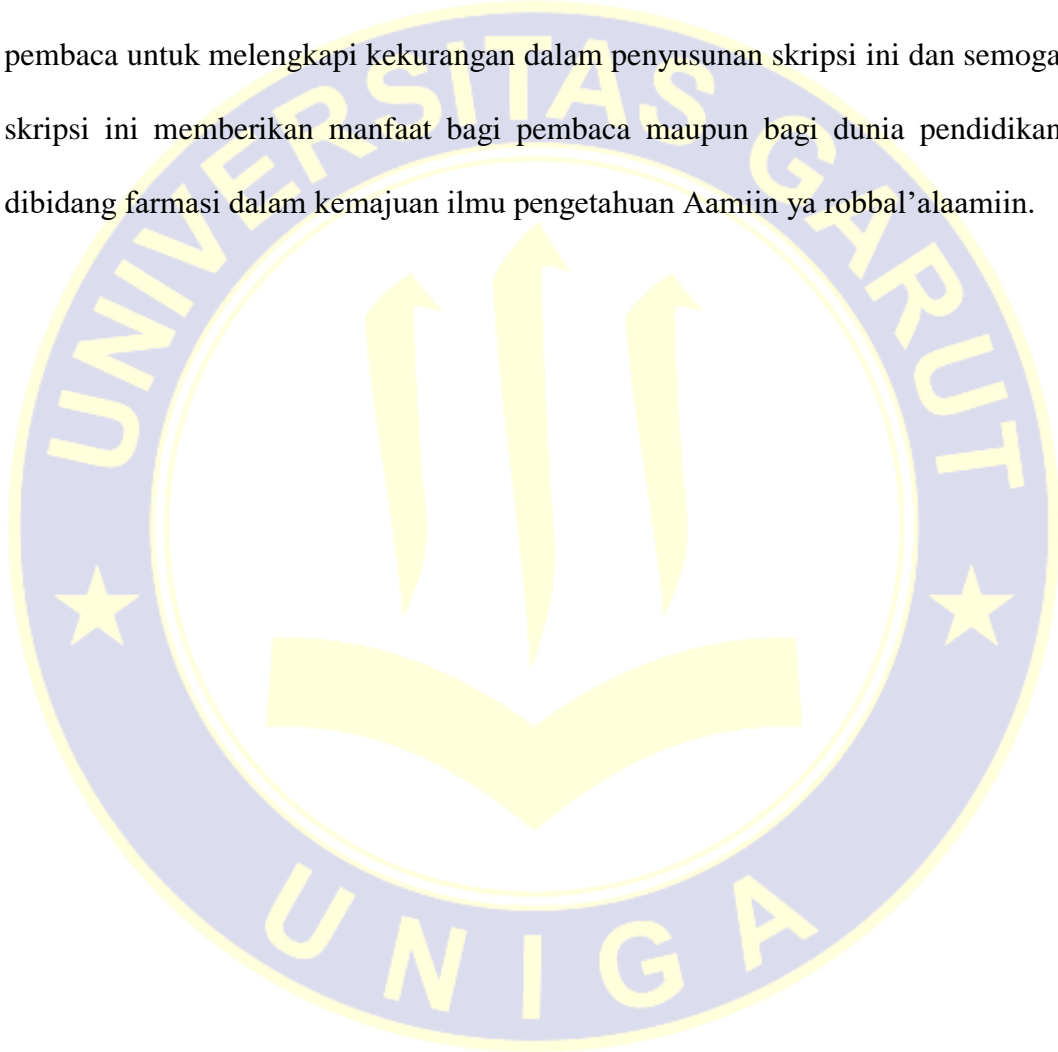 pembaca untuk melengkapi kekurangan dalam penyusunan skripsi ini dan semoga
skripsi ini memberikan manfaat bagi pembaca maupun bagi dunia pendidikan
dibidang farmasi dalam kemajuan ilmu pengetahuan Aamiin ya robbal’alaamiin.
UNIVERSITAS GARUT
UNIGA